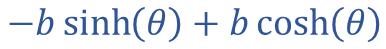 −b sinh(θ) + b cosh(θ)